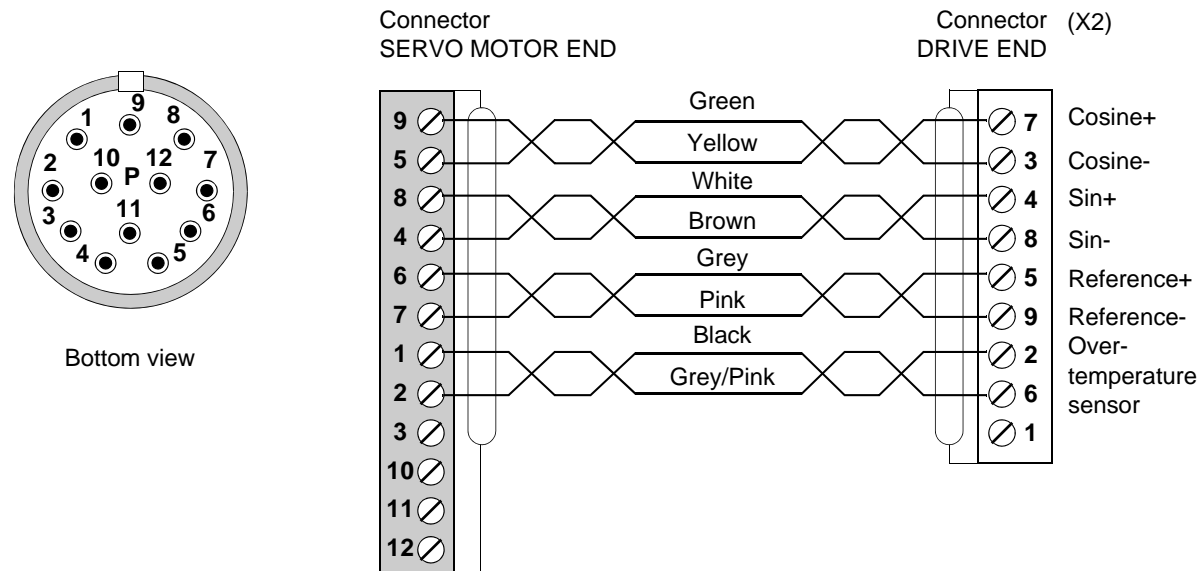 Connector
SERVO MOTOR END
Connector (X2)
DRIVE END
9
1
8
10
12
2
7
P
11
3
6
4
5
Bottom view
9 Green 7 Cosine+
5 Yellow 3 Cosine-
8 White 4 Sin+
4 Brown 8 Sin-
6 Grey 5 Reference+
7 Pink 9 Reference-
1 Black 2 Over-
temperature
2 Grey/Pink 6 sensor
3 1
10
11
12